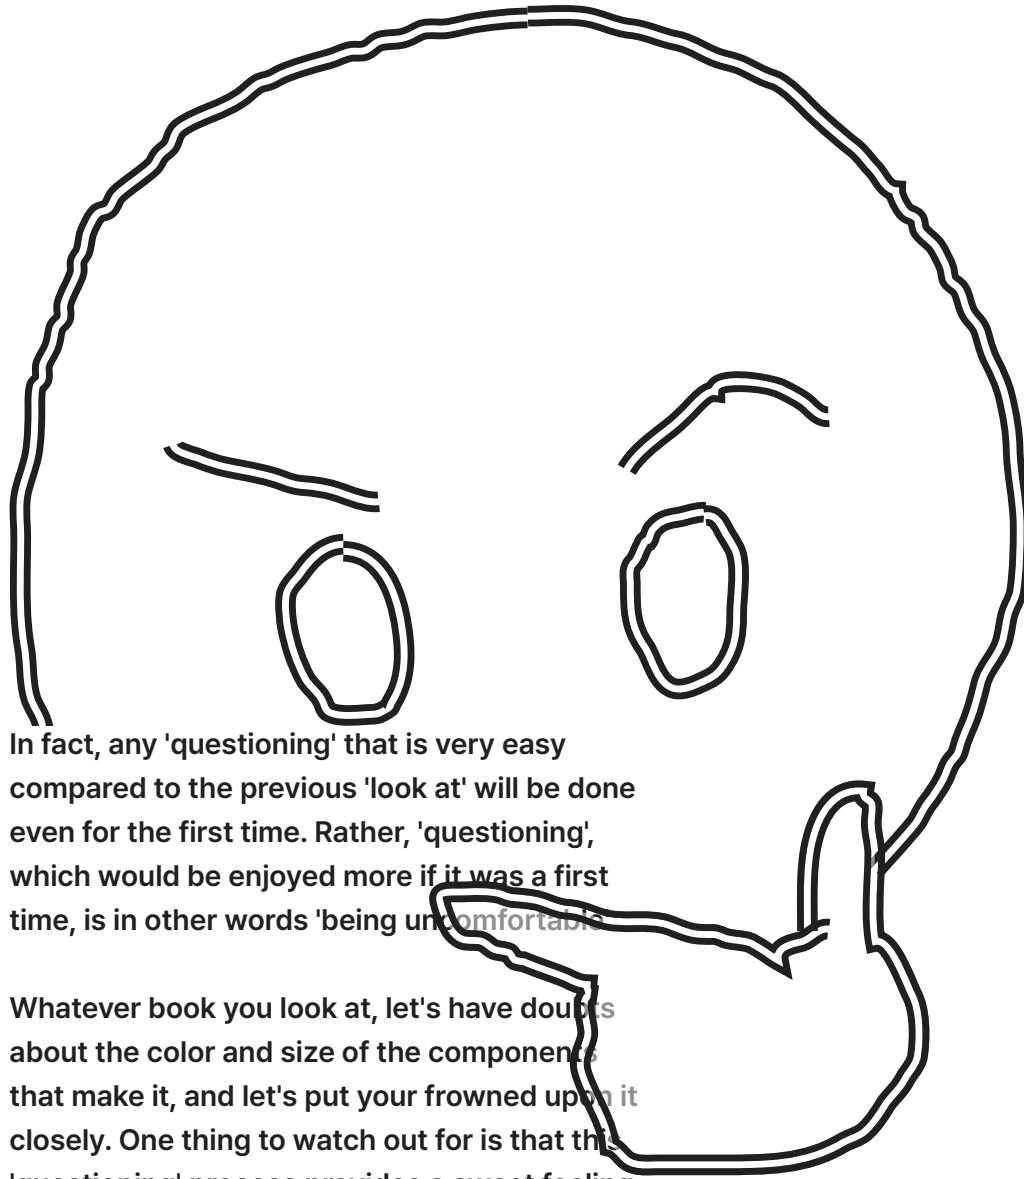 In fact, any 'questioning' that is very easy
compared to the previous 'look at' will be done
even for the first time. Rather, 'questioning',
which would be enjoyed more if it was a first
time, is in other words 'being uncomfortable'
Whatever book you look at, let's have doubts
about the color and size of the components
that make it, and let's put your frowned upon it
closely. One thing to watch out for is that this
'questioning' process provides a sweet feeling